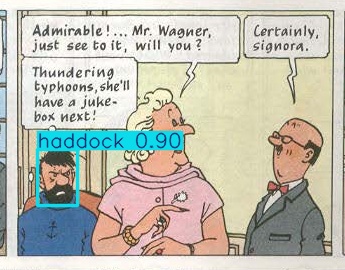 Admirable!... Mr. Wagner,
just see to it, will you?
Certainly,
signora.
Thundering
typhoons, she'll
have a juke-
box next!
haddock 0.90